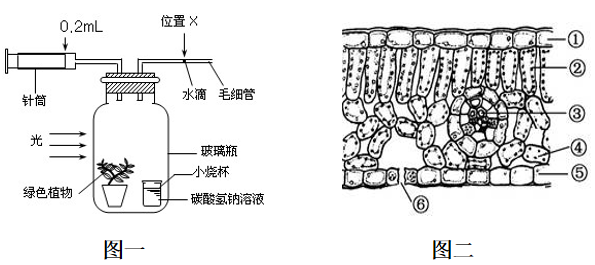 0.2mL
位置X
针筒
水滴
毛细管
光
玻璃瓶
绿色植物
小烧杯
碳酸氢钠溶液
图一
①
②
③
④
⑤
⑥
图二